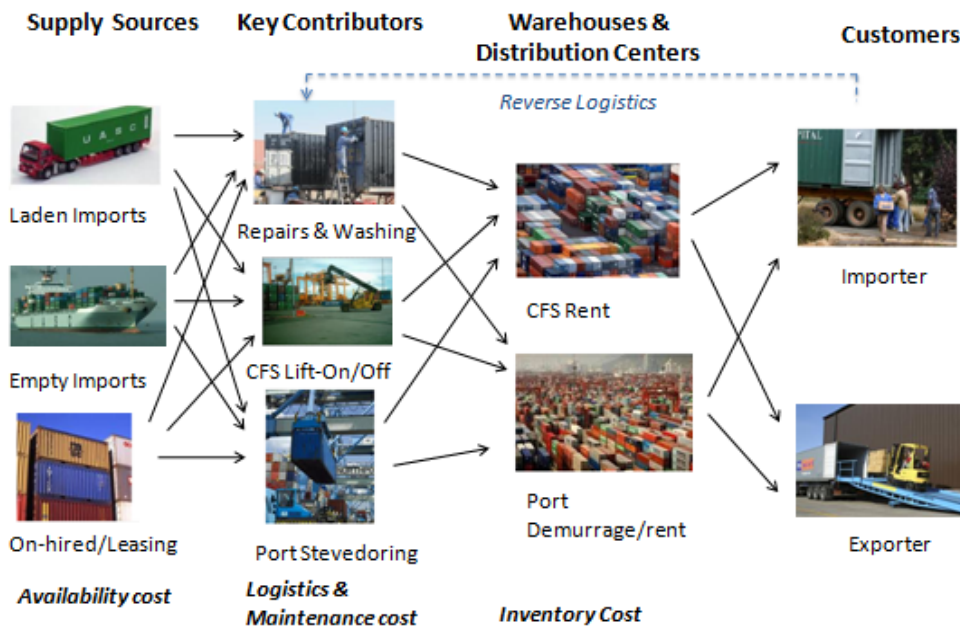 Supply Sources
Key Contributors
Warehouses &
Distribution Centers
Customers
Reverse Logistics
UASC
Laden Imports
Repairs & Washing
CFS Rent
Importer
Empty Imports
CFS Lift-On/Off
On-hired/Leasing
Port Stevedoring
Port
Demurrage/rent
Exporter
Availability cost
Logistics &
Maintenance cost
Inventory Cost